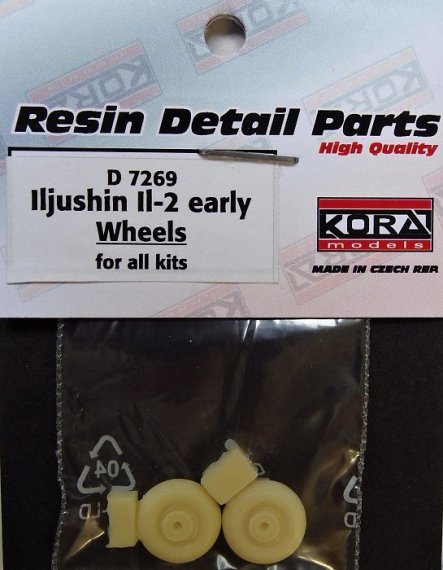 Resin Detail Parts
High Quality
D 7269
Iljushin Il-2 early
Wheels
for all kits
KORA
models
MADE IN CZECH REP.
04